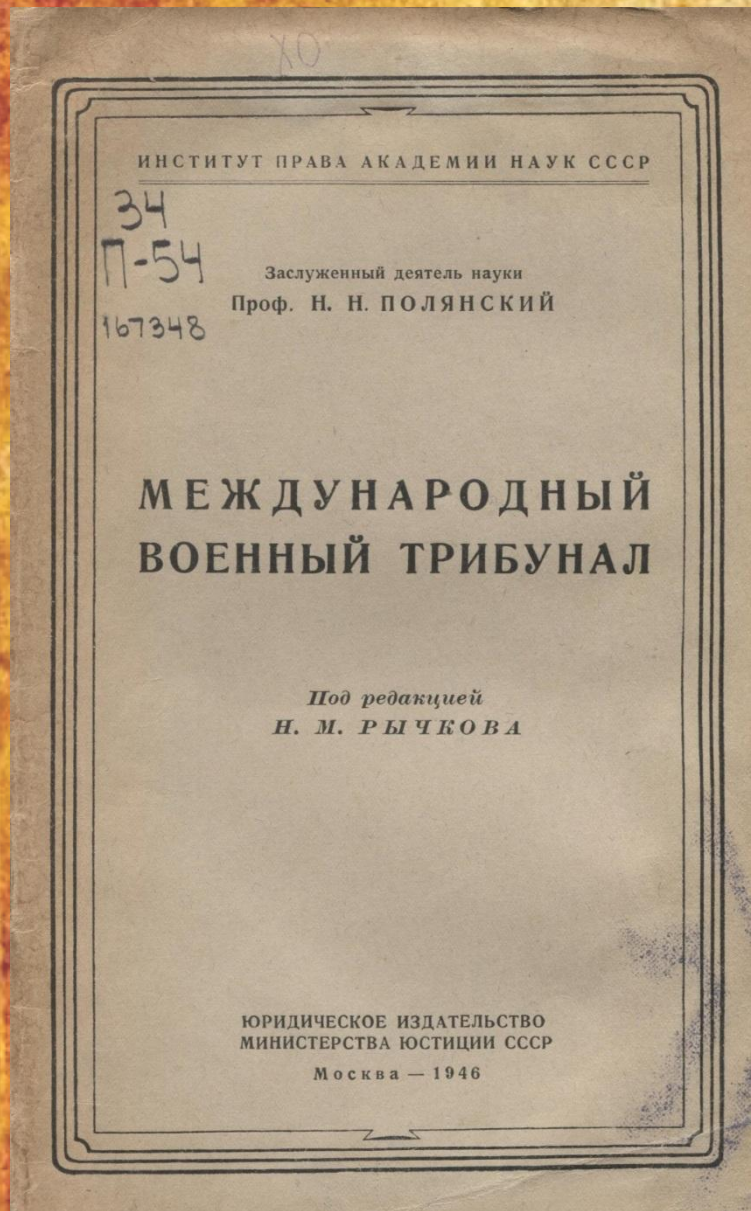 ХО
ИНСТИТУТ ПРАВА АКАДЕМИИ НАУК СССР
34
П-54
167348
Заслуженный деятель науки
Проф. Н. Н. ПОЛЯНСКИЙ
МЕЖДУНАРОДНЫЙ
ВОЕННЫЙ ТРИБУНАЛ
Под редакцией
Н. М. РЫЧКОВА
ЮРИДИЧЕСКОЕ ИЗДАТЕЛЬСТВО
МИНИСТЕРСТВА ЮСТИЦИИ СССР
Москва — 1946